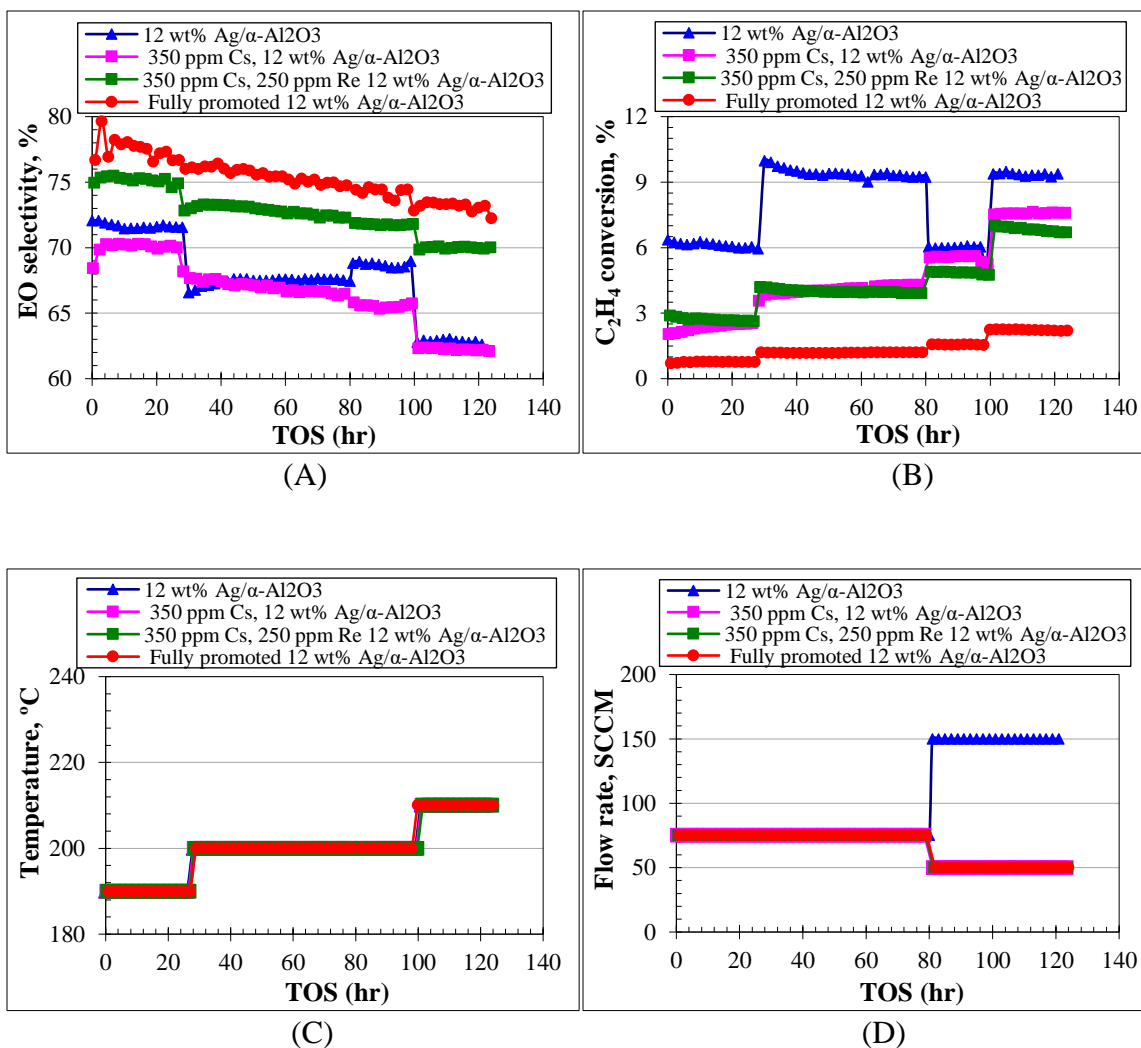 12 wt% Ag/α-Al2O3
350 ppm Cs, 12 wt% Ag/α-Al2O3
350 ppm Cs, 250 ppm Re 12 wt% Ag/α-Al2O3
Fully promoted 12 wt% Ag/α-Al2O3
EO selectivity, %
80
75
70
65
60
0 20 40 60 80 100 120 140
TOS (hr)
(A)
12 wt% Ag/α-Al2O3
350 ppm Cs, 12 wt% Ag/α-Al2O3
350 ppm Cs, 250 ppm Re 12 wt% Ag/α-Al2O3
Fully promoted 12 wt% Ag/α-Al2O3
C₂H₄ conversion, %
12
9
6
3
0
0 20 40 60 80 100 120 140
TOS (hr)
(B)
12 wt% Ag/α-Al2O3
350 ppm Cs, 12 wt% Ag/α-Al2O3
350 ppm Cs, 250 ppm Re 12 wt% Ag/α-Al2O3
Fully promoted 12 wt% Ag/α-Al2O3
Temperature, ºC
240
220
200
180
0 20 40 60 80 100 120 140
TOS (hr)
(C)
12 wt% Ag/α-Al2O3
350 ppm Cs, 12 wt% Ag/α-Al2O3
350 ppm Cs, 250 ppm Re 12 wt% Ag/α-Al2O3
Fully promoted 12 wt% Ag/α-Al2O3
Flow rate, SCCM
200
150
100
50
0
0 20 40 60 80 100 120 140
TOS (hr)
(D)